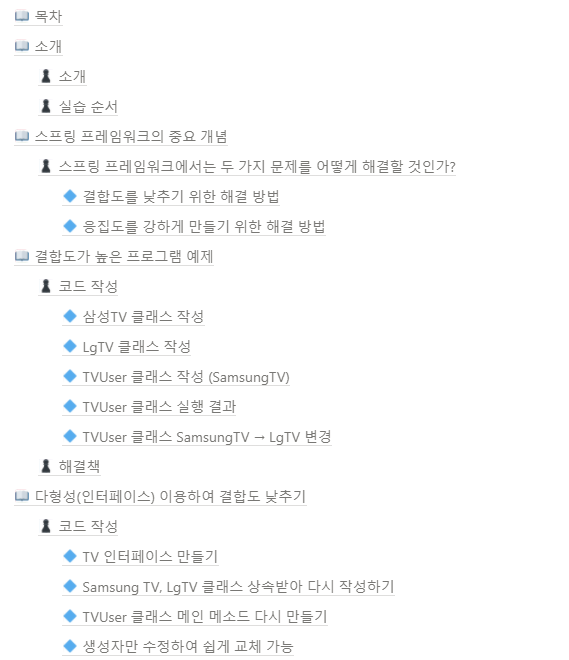 목차
소개
소개
실습 순서
스프링 프레임워크의 중요 개념
스프링 프레임워크에서는 두 가지 문제를 어떻게 해결할 것인가?
결합도를 낮추기 위한 해결 방법
응집도를 강하게 만들기 위한 해결 방법
결합도가 높은 프로그램 예제
코드 작성
삼성TV 클래스 작성
LgTV 클래스 작성
TVUser 클래스 작성 (SamsungTV)
TVUser 클래스 실행 결과
TVUser 클래스 SamsungTV → LgTV 변경
해결책
다형성(인터페이스) 이용하여 결합도 낮추기
코드 작성
TV 인터페이스 만들기
Samsung TV, LgTV 클래스 상속받아 다시 작성하기
TVUser 클래스 메인 메소드 다시 만들기
생성자만 수정하여 쉽게 교체 가능